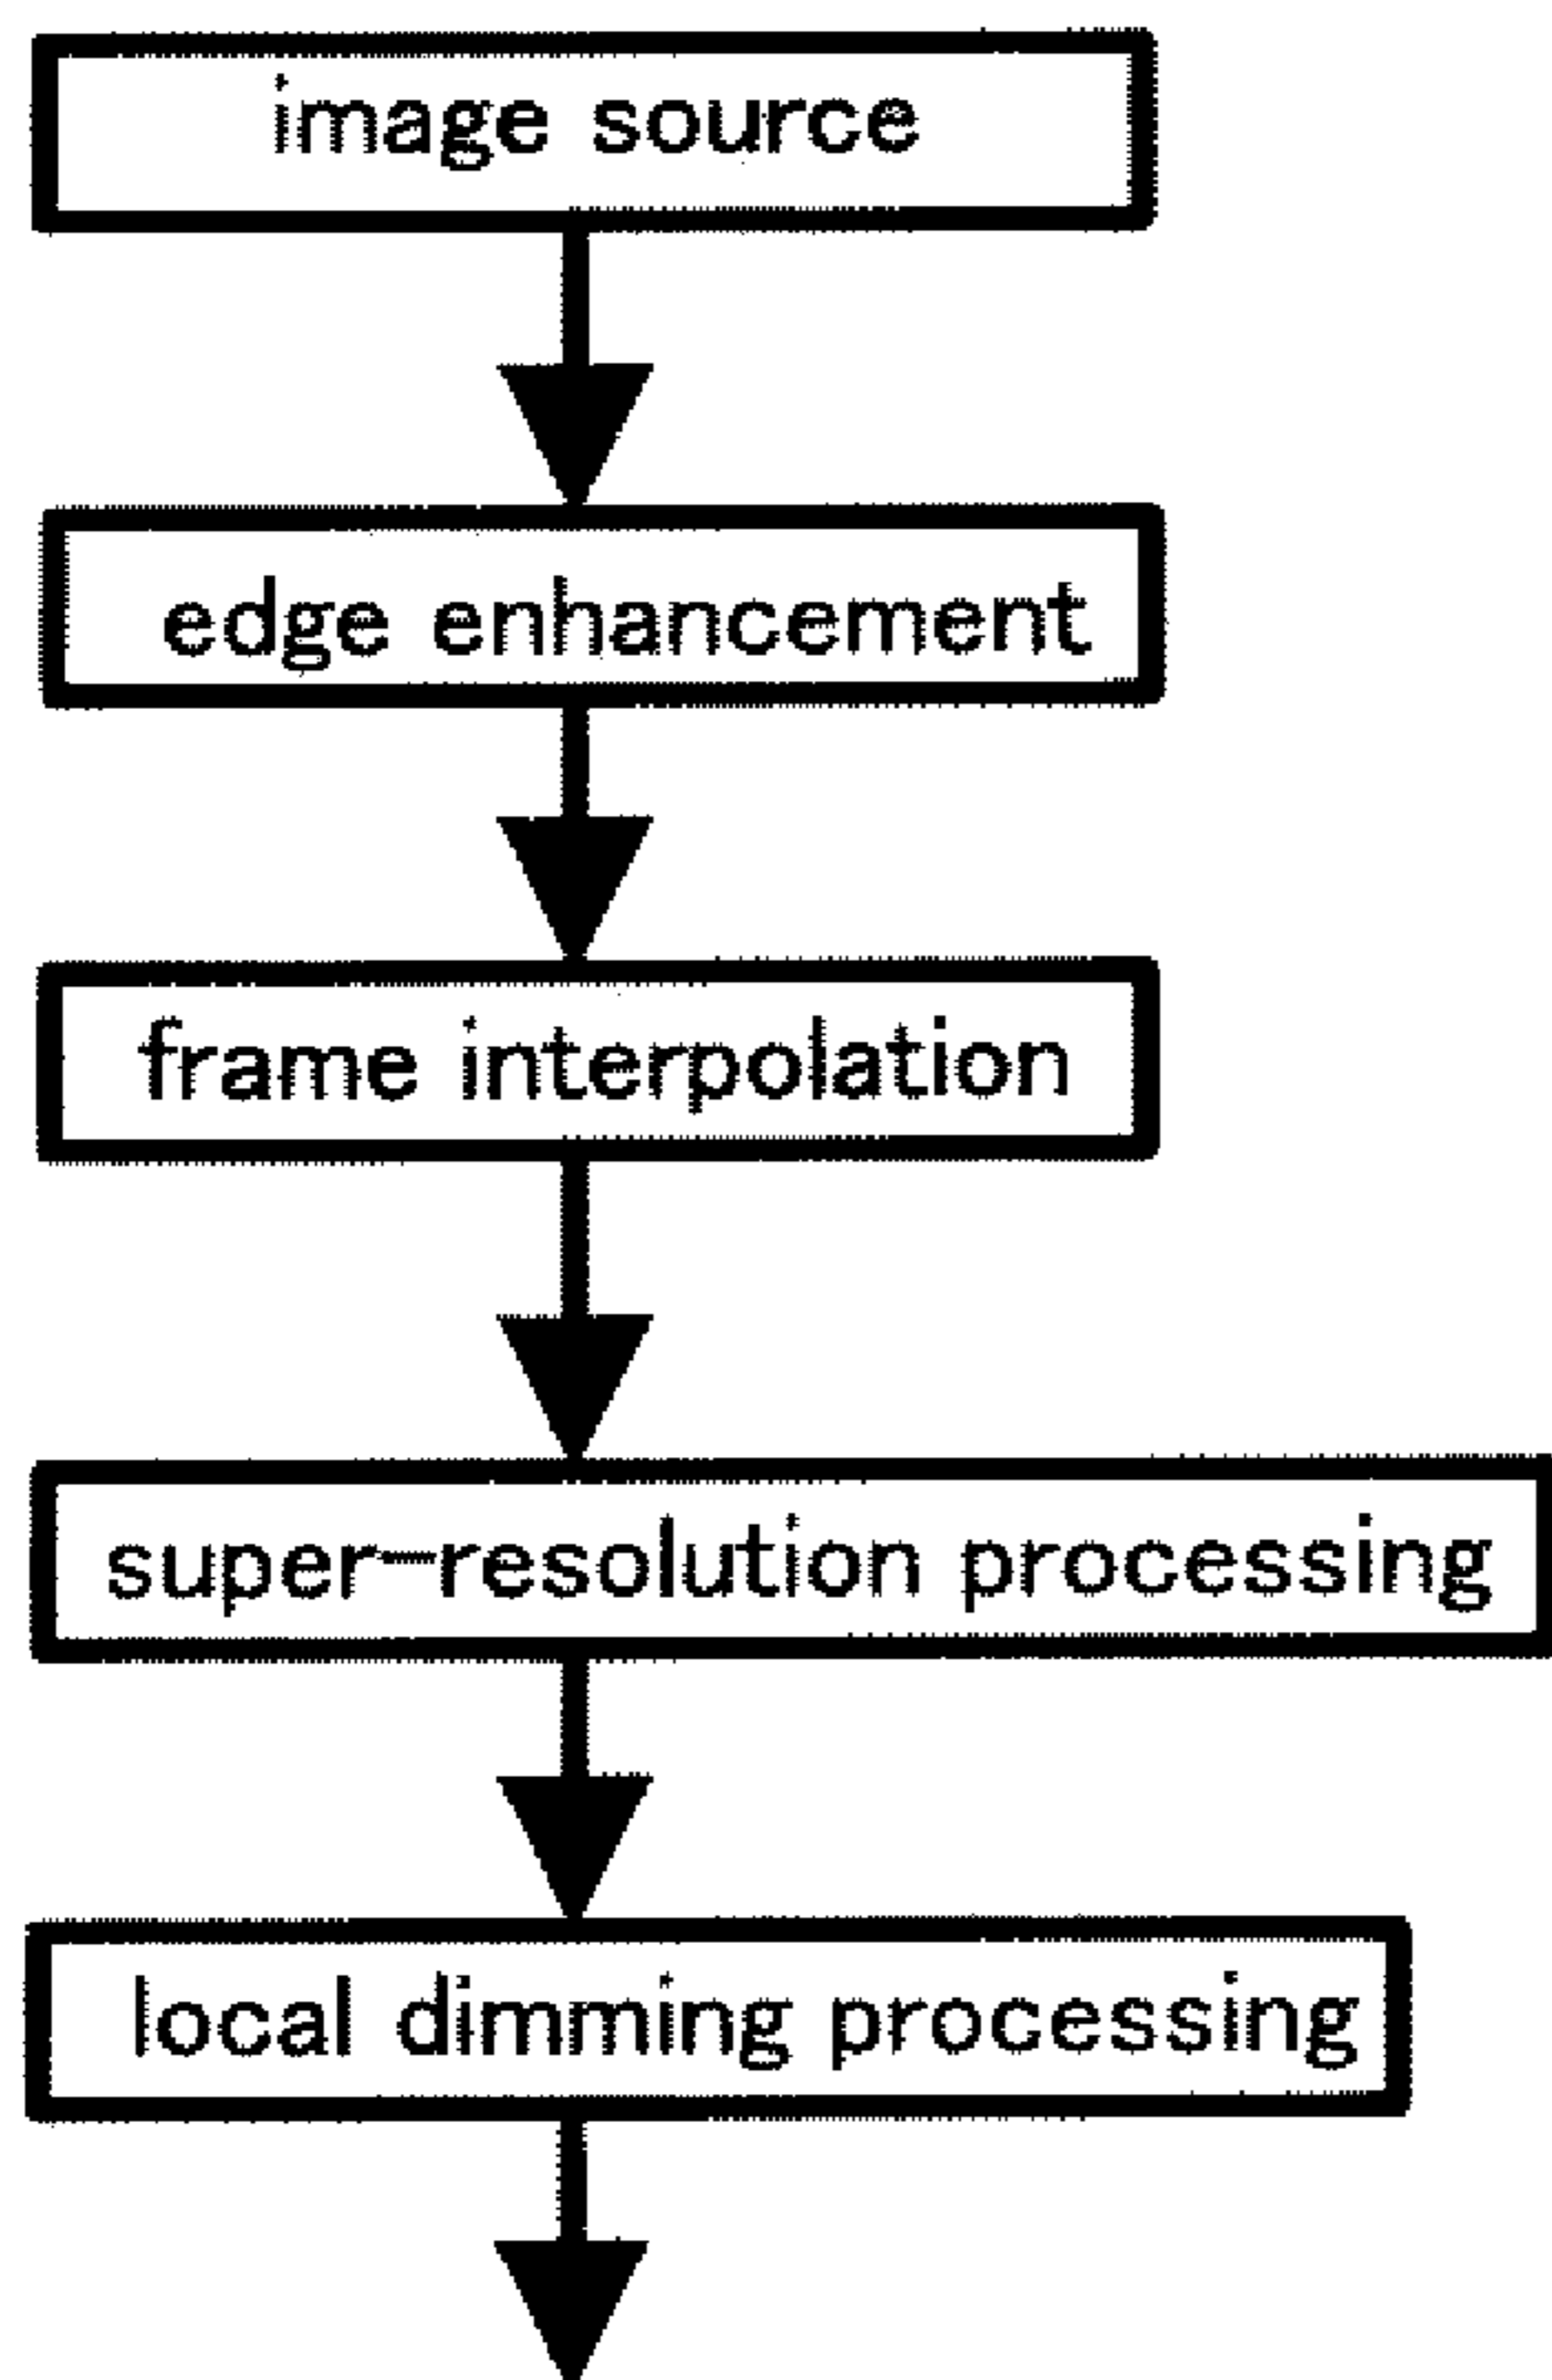 image source
edge enhancement
frame interpolation
super-resolution processing
local dimming processing